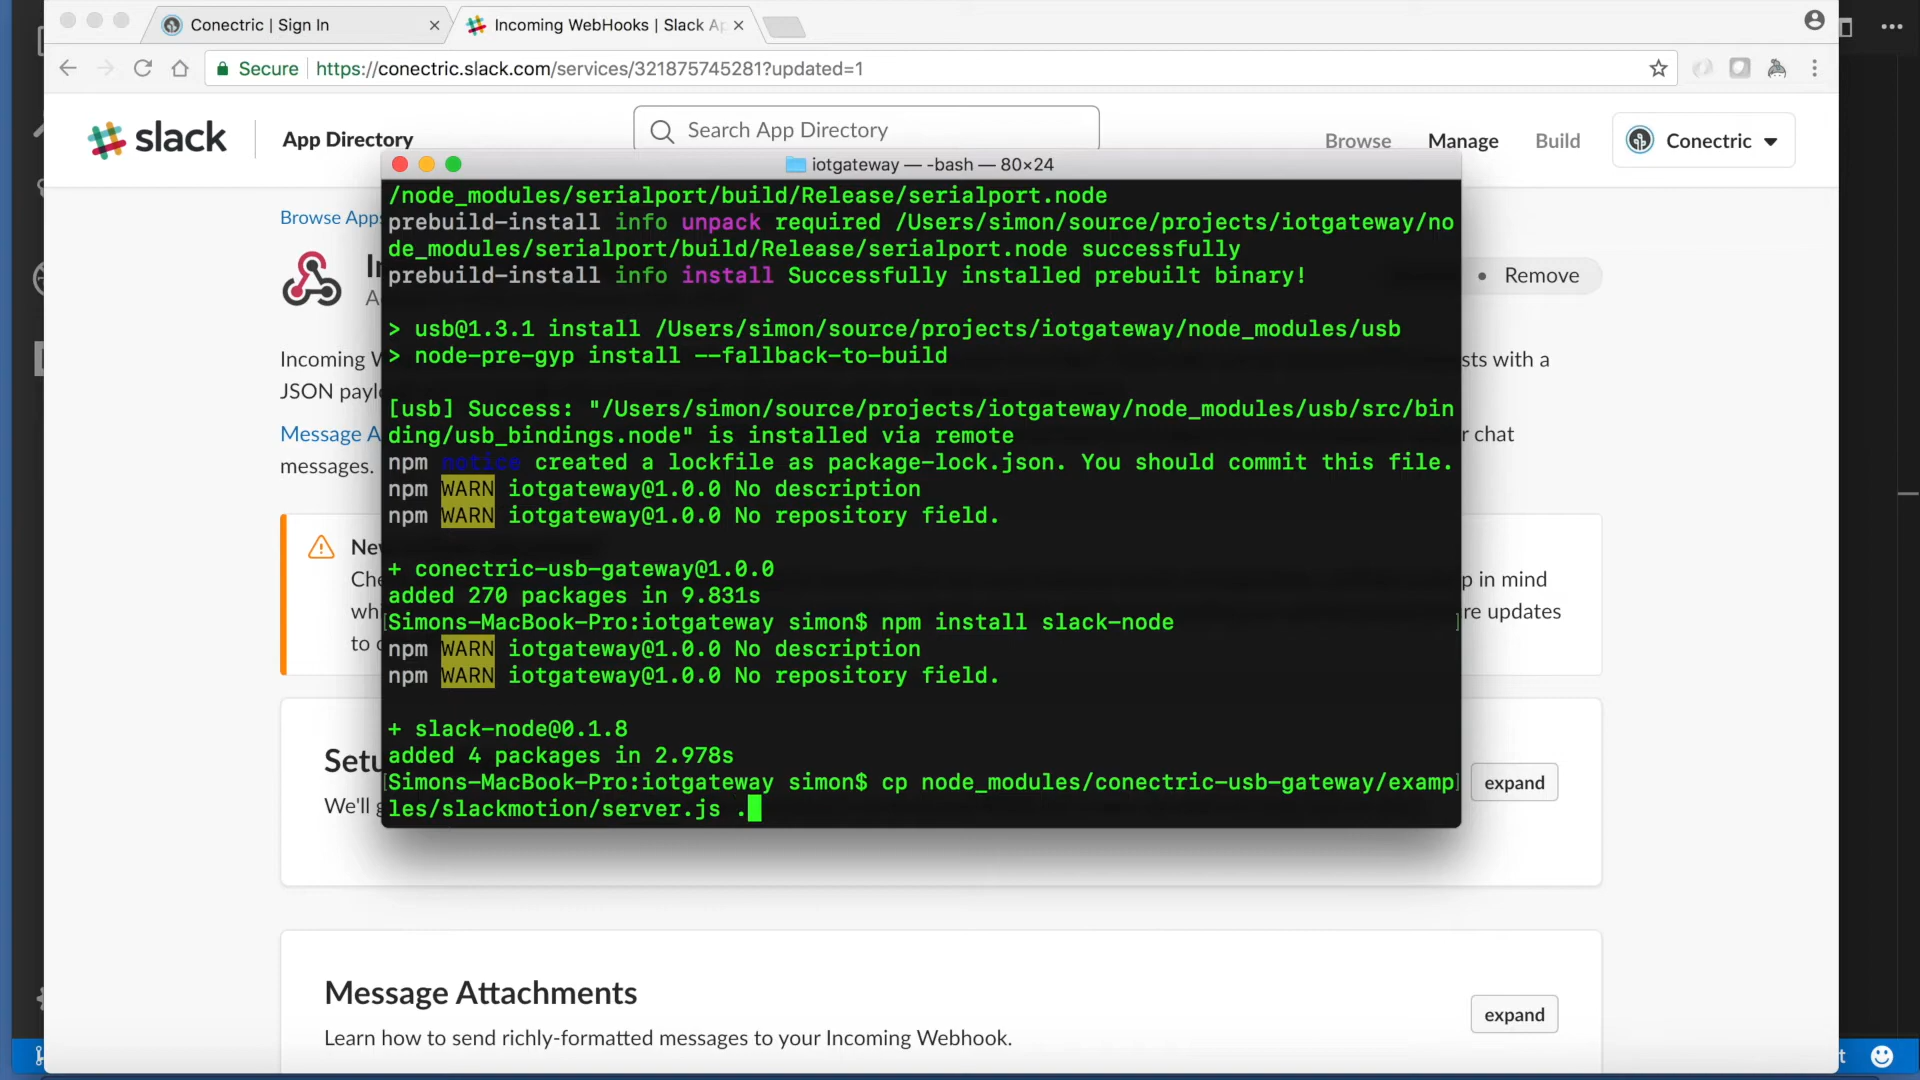 Conectric | Sign In
Incoming WebHooks | Slack Ap
Secure
https://conectric.slack.com/services/321875745281?updated=1
slack
App Directory
Search App Directory
Browse
Manage
Build
Conectric
iotgateway — -bash — 80×24
Browse Apps
Remove
Incoming
sts with a
JSON
Message
r chat
messages.
p in mind
re updates
to
We'll
expand
/node_modules/serialport/build/Release/serialport.node
prebuild-install info unpack required /Users/simon/source/projects/iotgateway/no
de_modules/serialport/build/Release/serialport.node successfully
prebuild-install info install Successfully installed prebuilt binary!
> usb@1.3.1 install /Users/simon/source/projects/iotgateway/node_modules/usb
> node-pre-gyp install --fallback-to-build
[usb] Success: "/Users/simon/source/projects/iotgateway/node_modules/usb/src/bin
ding/usb_bindings.node" is installed via remote
npm notice created a lockfile as package-lock.json. You should commit this file.
npm WARN iotgateway@1.0.0 No description
npm WARN iotgateway@1.0.0 No repository field.
+ conectric-usb-gateway@1.0.0
added 270 packages in 9.831s
[Simons-MacBook-Pro:iotgateway simon$ npm install slack-node ]
npm WARN iotgateway@1.0.0 No description
npm WARN iotgateway@1.0.0 No repository field.
+ slack-node@0.1.8
added 4 packages in 2.978s
[Simons-MacBook-Pro:iotgateway simon$ cp node_modules/conectric-usb-gateway/examp]
les/slackmotion/server.js .
Message Attachments
Learn how to send richly-formatted messages to your Incoming Webhook.
expand